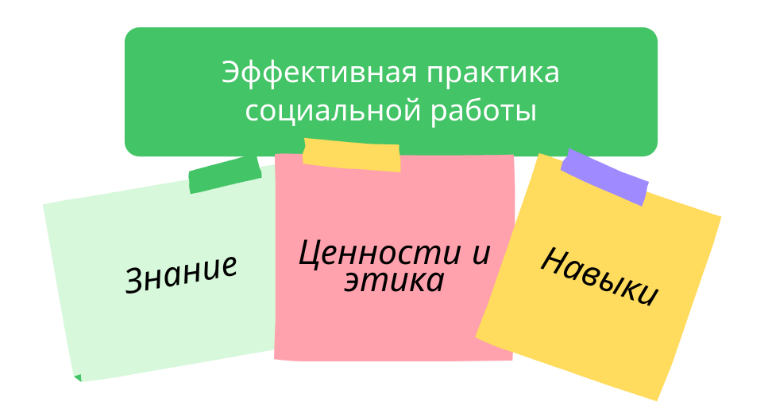 Эффективная практика
социальной работы
Знание
Ценности и
этика
Навыки